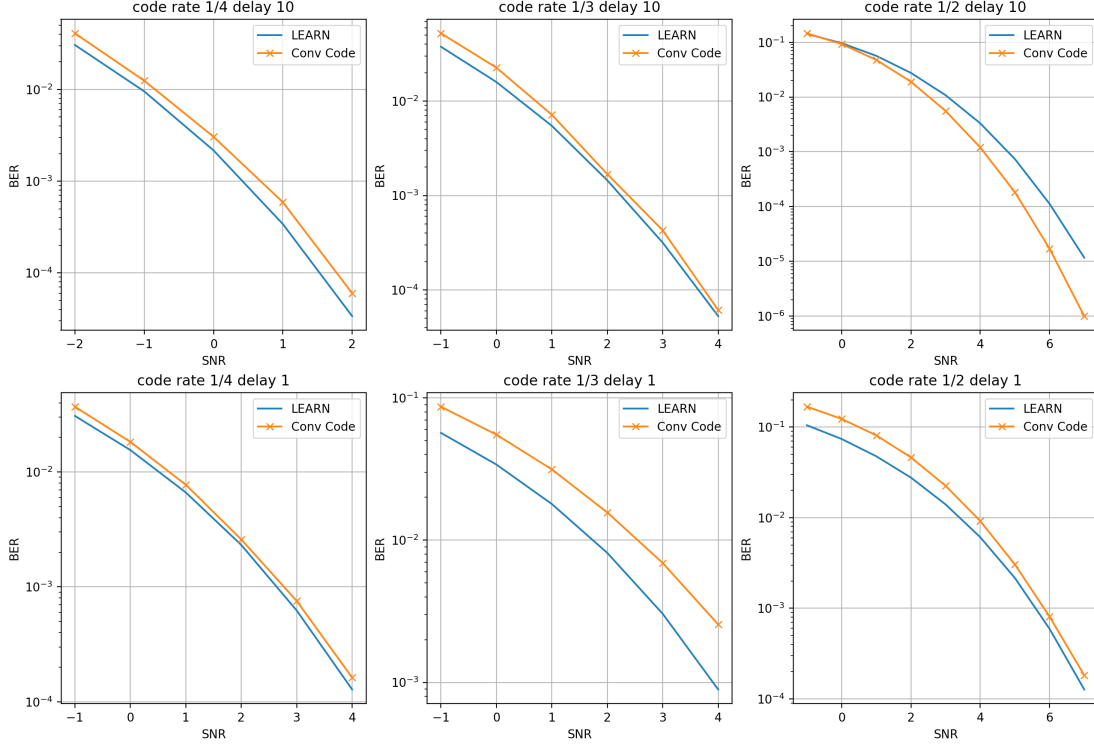 code rate 1/4 delay 10
LEARN
Conv Code
BER
10⁻²
10⁻³
10⁻⁴
−2 −1 0 1 2
SNR
code rate 1/3 delay 10
LEARN
Conv Code
BER
10⁻²
10⁻³
10⁻⁴
−1 0 1 2 3 4
SNR
code rate 1/2 delay 10
LEARN
Conv Code
BER
10⁻¹
10⁻²
10⁻³
10⁻⁴
10⁻⁵
10⁻⁶
0 2 4 6
SNR
code rate 1/4 delay 1
LEARN
Conv Code
BER
10⁻²
10⁻³
10⁻⁴
−1 0 1 2 3 4
SNR
code rate 1/3 delay 1
LEARN
Conv Code
BER
10⁻¹
10⁻²
10⁻³
−1 0 1 2 3 4
SNR
code rate 1/2 delay 1
LEARN
Conv Code
BER
10⁻¹
10⁻²
10⁻³
10⁻⁴
0 2 4 6
SNR